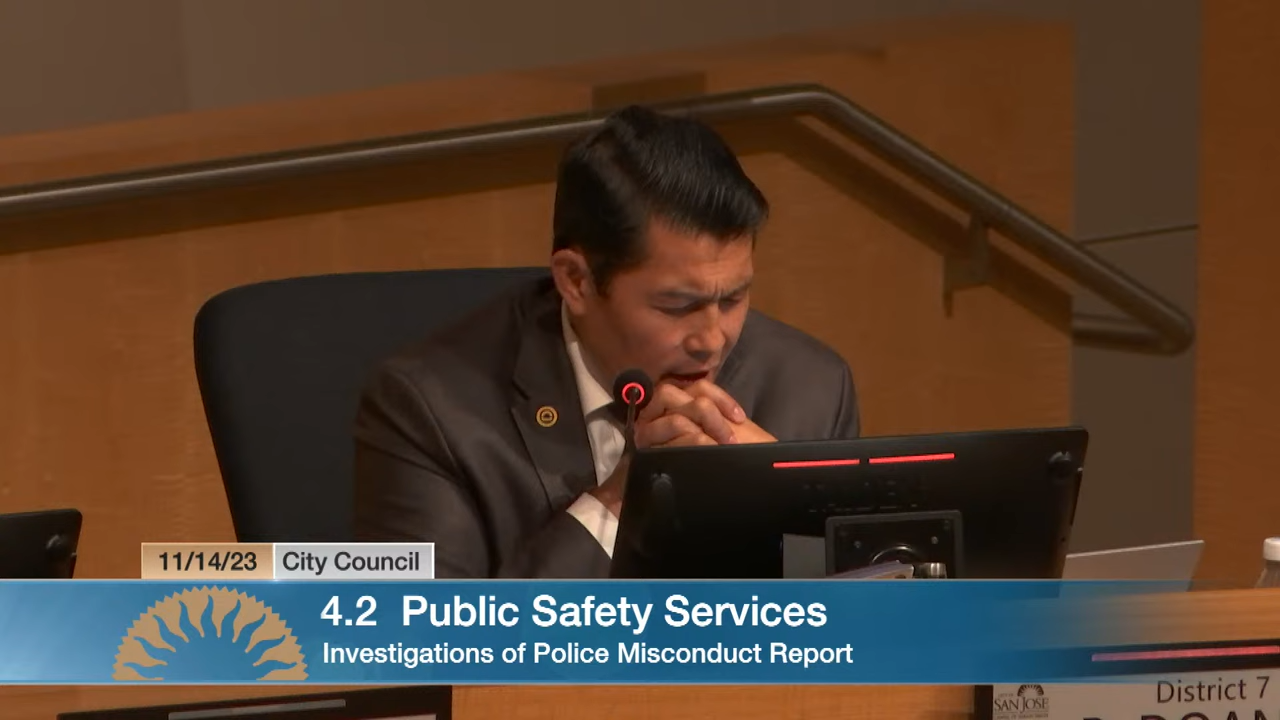 11/14/23 City Council
4.2 Public Safety Services
Investigations of Police Misconduct Report
District 7
SAN JOSE